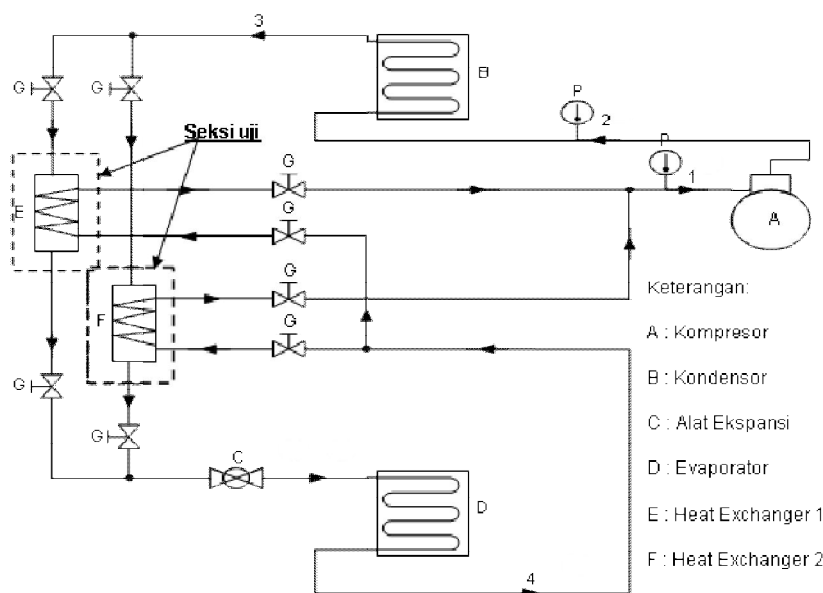 3
B
P
2
G
G
Seksi uji
P
1
G
E
A
G
G
F
G
Keterangan:
A : Kompresor
B : Kondensor
C : Alat Ekspansi
D : Evaporator
E : Heat Exchanger 1
F : Heat Exchanger 2
G
G
C
D
4